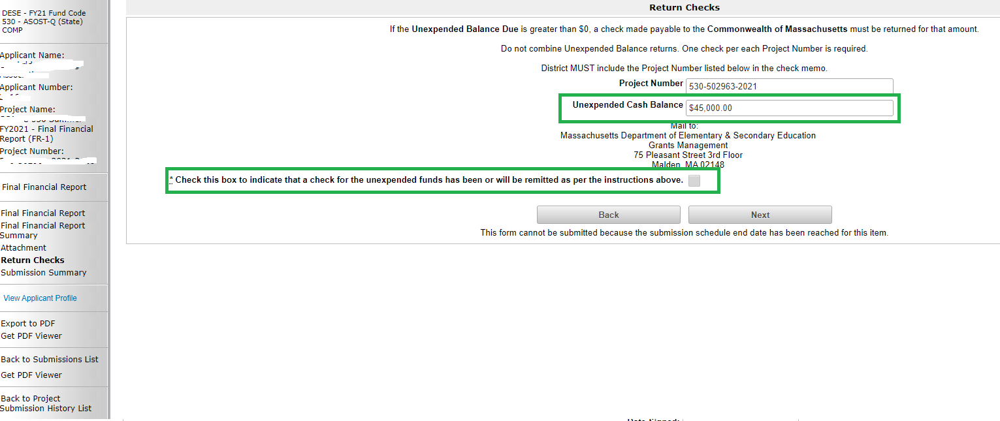 DESE - FY21 Fund Code
530 - ASOST-Q (State)
COMP
Applicant Name:
Applicant Number:
Project Name:
FY2021 - Final Financial
Report (FR-1)
Project Number:
Final Financial Report
Final Financial Report
Final Financial Report
Summary
Attachment
Return Checks
Submission Summary
View Applicant Profile
Export to PDF
Get PDF Viewer
Back to Submissions List
Get PDF Viewer
Back to Project
Submission History List
Return Checks
If the Unexpended Balance Due is greater than $0, a check made payable to the Commonwealth of Massachusetts must be returned for that amount.
Do not combine Unexpended Balance returns. One check per each Project Number is required.
District MUST include the Project Number listed below in the check memo.
Project Number 530-502963-2021
Unexpended Cash Balance $45,000.00
Mail to:
Massachusetts Department of Elementary & Secondary Education
Grants Management
75 Pleasant Street 3rd Floor
Malden, MA 02148
* Check this box to indicate that a check for the unexpended funds has been or will be remitted as per the instructions above.
Back Next
This form cannot be submitted because the submission schedule end date has been reached for this item.
Date Signed: